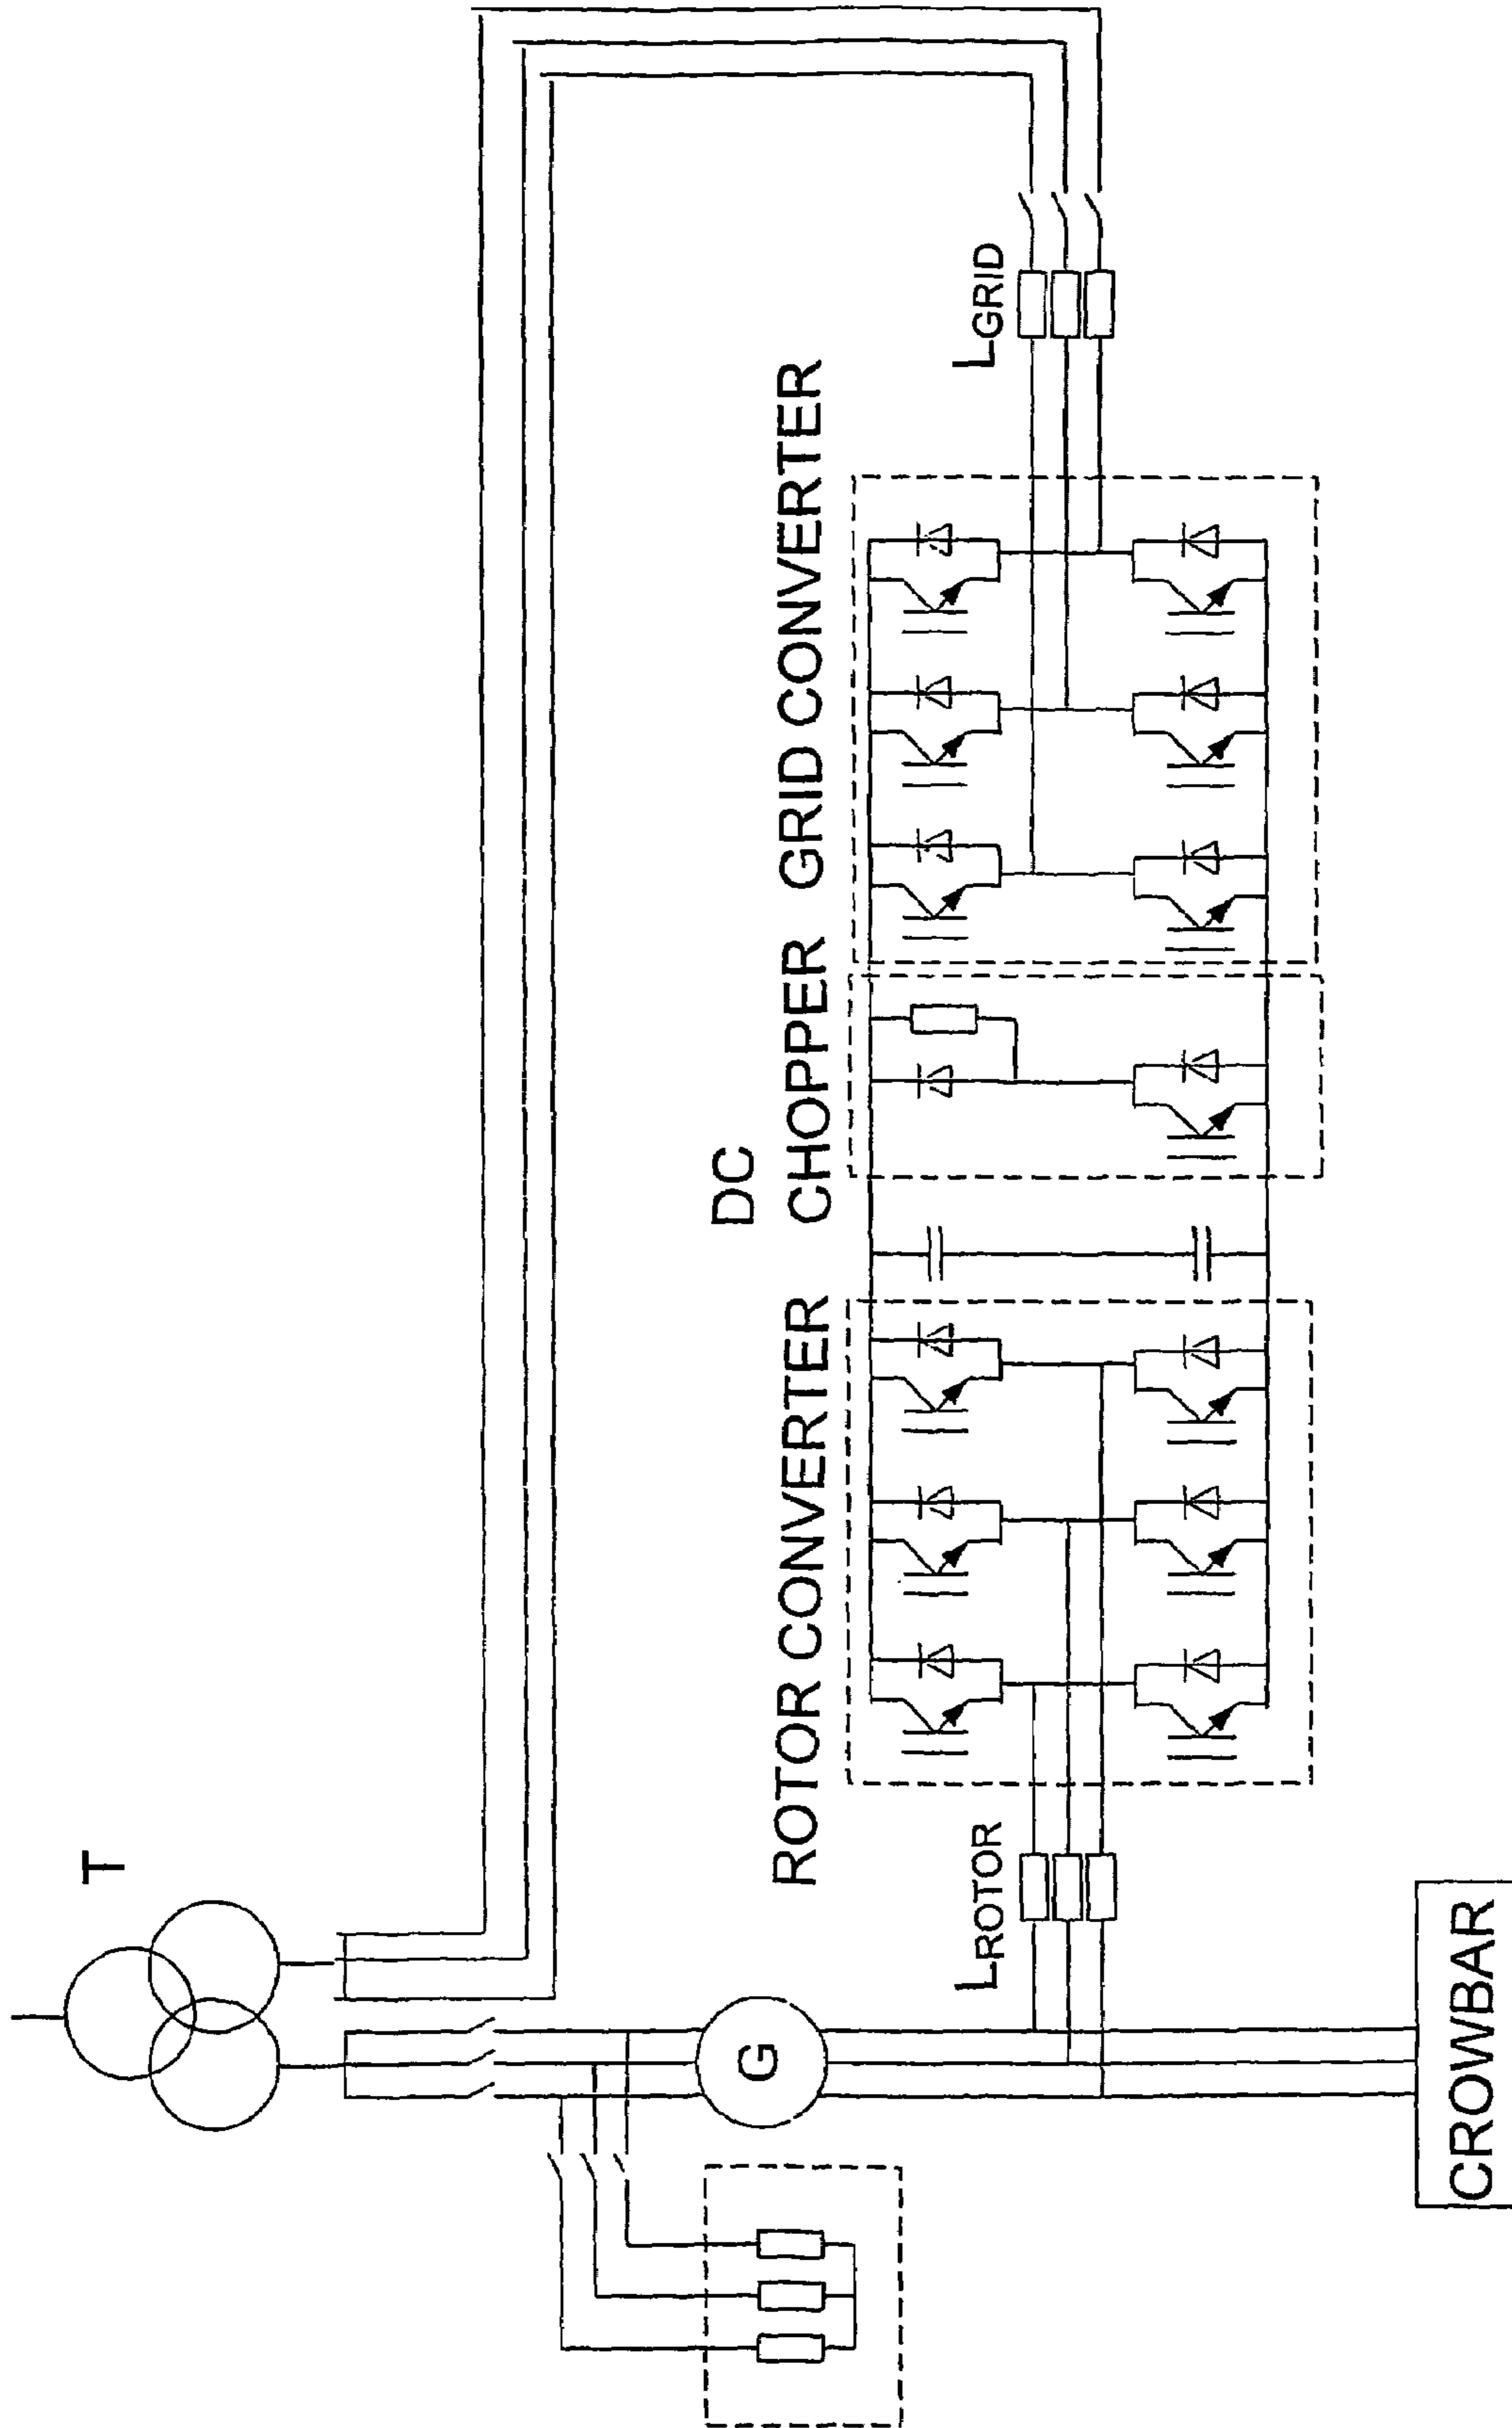 T
G
DC
CHOPPER
ROTOR CONVERTER
GRID CONVERTER
LROTOR
LGRID
CROWBAR